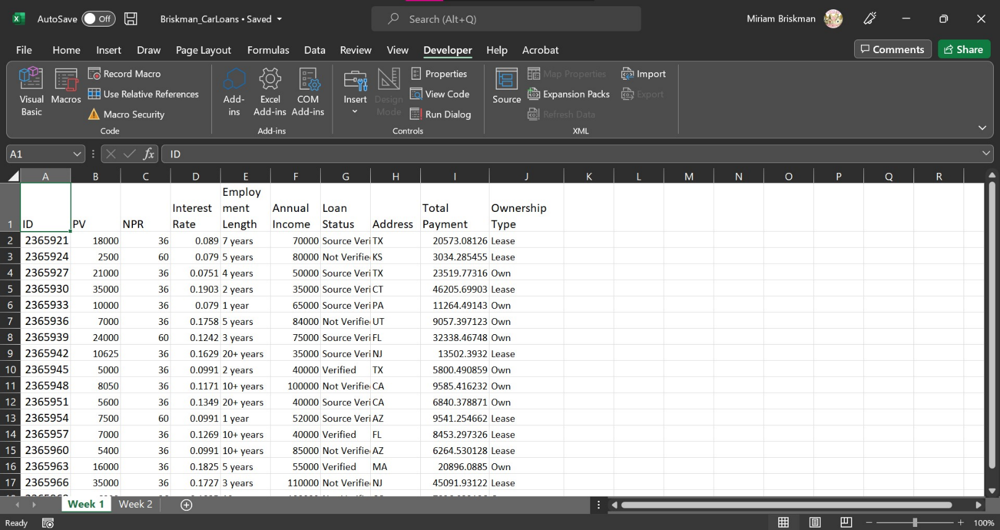 AutoSave Off Briskman_CarLoans • Saved Search (Alt+Q) Miriam Briskman
File Home Insert Draw Page Layout Formulas Data Review View Developer Help Acrobat Comments Share
Visual Basic
Macros
Record Macro
Use Relative References
Macro Security
Code
Add-ins
Excel Add-ins
COM Add-ins
Add-ins
Insert
Design Mode
Properties
View Code
Run Dialog
Controls
Source
Map Properties
Expansion Packs
Refresh Data
Import
Export
XML
A1 fx ID
A B C D E F G H I J K L M N O P Q R
1 ID PV NPR Interest Rate Employment Length Annual Income Loan Status Address Total Payment Ownership Type
2 2365921 18000 36 0.089 7 years 70000 Source Veri TX 20573.08126 Lease
3 2365924 2500 60 0.079 5 years 80000 Not Verifie KS 3034.285455 Lease
4 2365927 21000 36 0.0751 4 years 50000 Source Veri TX 23519.77316 Own
5 2365930 35000 36 0.1903 2 years 35000 Source Veri CT 46205.69903 Lease
6 2365933 10000 36 0.079 1 year 65000 Source Veri PA 11264.49143 Own
7 2365936 7000 36 0.1758 5 years 84000 Not Verifie UT 9057.397123 Own
8 2365939 24000 60 0.1242 3 years 75000 Source Veri FL 32338.46748 Own
9 2365942 10625 36 0.1629 20+ years 35000 Source Veri NJ 13502.3932 Lease
10 2365945 5000 36 0.0991 2 years 40000 Verified TX 5800.490859 Own
11 2365948 8050 36 0.1171 10+ years 100000 Not Verifie CA 9585.416232 Own
12 2365951 5600 36 0.1349 20+ years 40000 Source Veri CA 6840.378871 Own
13 2365954 7500 60 0.0991 1 year 52000 Source Veri AZ 9541.254662 Lease
14 2365957 7000 36 0.1269 10+ years 40000 Verified FL 8453.297326 Lease
15 2365960 5400 36 0.0991 10+ years 85000 Not Verifie AZ 6264.530128 Lease
16 2365963 16000 36 0.1825 5 years 55000 Verified MA 20896.0885 Own
17 2365966 35000 36 0.1727 3 years 110000 Not Verifie NJ 45091.93122 Lease
Week 1 Week 2
Ready 100%